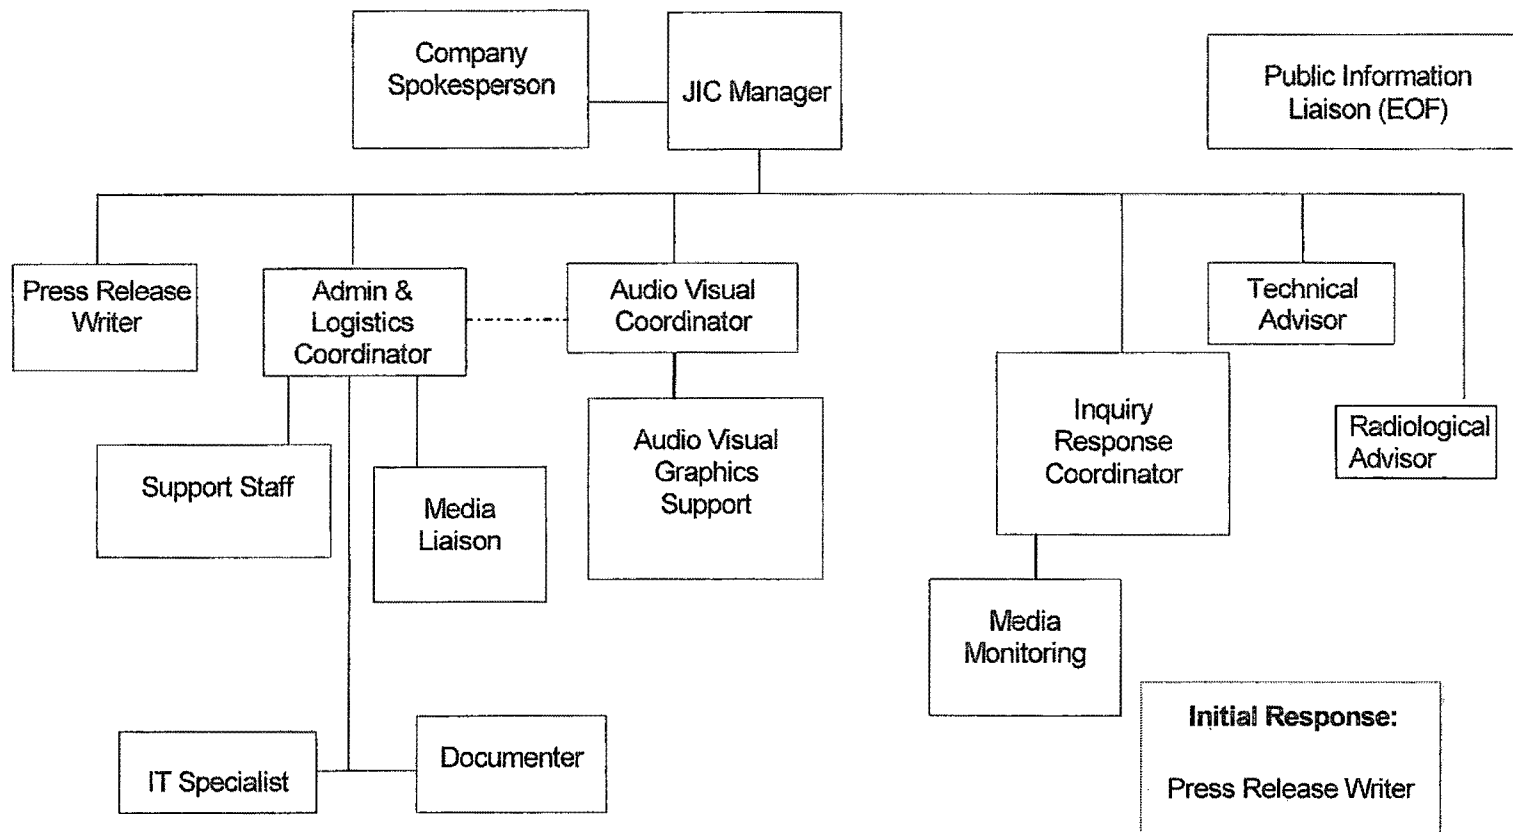 Company
Spokesperson
JIC Manager
Public Information
Liaison (EOF)
Press Release
Writer
Admin &
Logistics
Coordinator
Audio Visual
Coordinator
Technical
Advisor
Inquiry
Response
Coordinator
Radiological
Advisor
Support Staff
Media
Liaison
Audio Visual
Graphics
Support
Media
Monitoring
IT Specialist
Documenter
Initial Response:
Press Release Writer